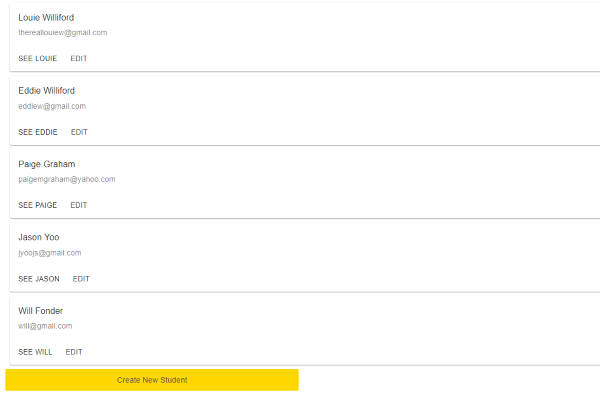 Louie Williford
thereallouiew@gmail.com
SEE LOUIE EDIT
Eddie Williford
eddiew@gmail.com
SEE EDDIE EDIT
Paige Graham
paigemgraham@yahoo.com
SEE PAIGE EDIT
Jason Yoo
jyoojs@gmail.com
SEE JASON EDIT
Will Fonder
will@gmail.com
SEE WILL EDIT
Create New Student